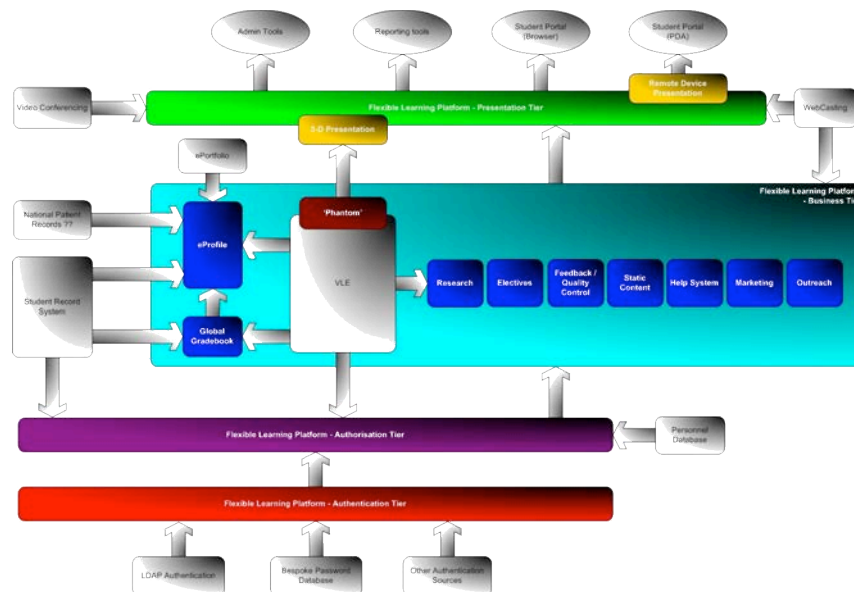 Admin Tools
Reporting tools
Student Portal
(Browser)
Student Portal
(PDA)
Remote Device
Presentation
Video Conferencing
Flexible Learning Platform - Presentation Tier
WebCasting
3-D Presentation
ePortfolio
Flexible Learning Platform
- Business Tier
National Patient
Records ??
eProfile
'Phantom'
VLE
Research
Electives
Feedback /
Quality
Control
Static
Content
Help System
Marketing
Outreach
Student Record
System
Global
Gradebook
Flexible Learning Platform - Authorisation Tier
Personnel
Database
Flexible Learning Platform - Authentication Tier
LDAP Authentication
Bespoke Password
Database
Other Authentication
Sources